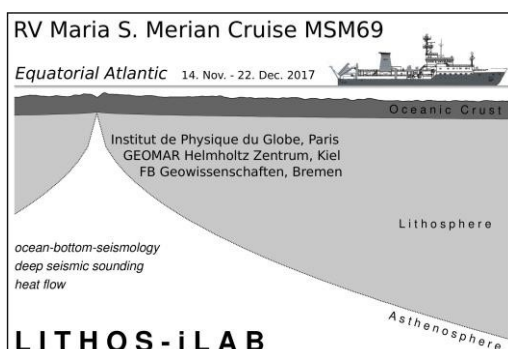 RV Maria S. Merian Cruise MSM69
Equatorial Atlantic 14. Nov. - 22. Dec. 2017
Oceanic Crust
Institut de Physique du Globe, Paris
GEOMAR Helmholtz Zentrum, Kiel
FB Geowissenschaften, Bremen
Lithosphere
ocean-bottom-seismology
deep seismic sounding
heat flow
Asthenosphere
LITHOS-iLAB